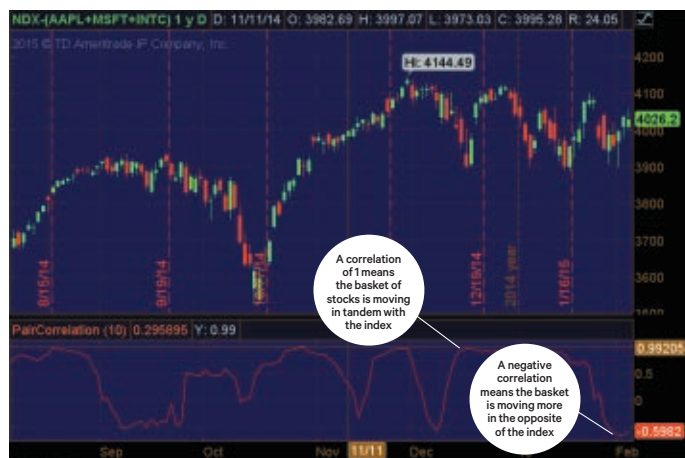 NDX-(AAPL+MSFT+INTC) 1 y D D: 11/11/14 O: 3982.69 H: 3997.07 L: 3973.03 C: 3995.28 R: 24.05
2015 © TD Ameritrade IP Company, Inc.
HI: 4144.49
4200
4100
4026.2
4000
3900
3800
3700
3600
3500
8/15/14
9/19/14
12/19/14
2014 year
1/16/15
A correlation
of 1 means
the basket of
stocks is moving
in tandem with
the index
PairCorrelation (10) 0.295895 Y: 0.99
0.99205
0.5
0
-0.5982
A negative
correlation
means the basket
is moving more
in the opposite
of the index
Sep
Oct
Nov
11/11
Dec
Feb